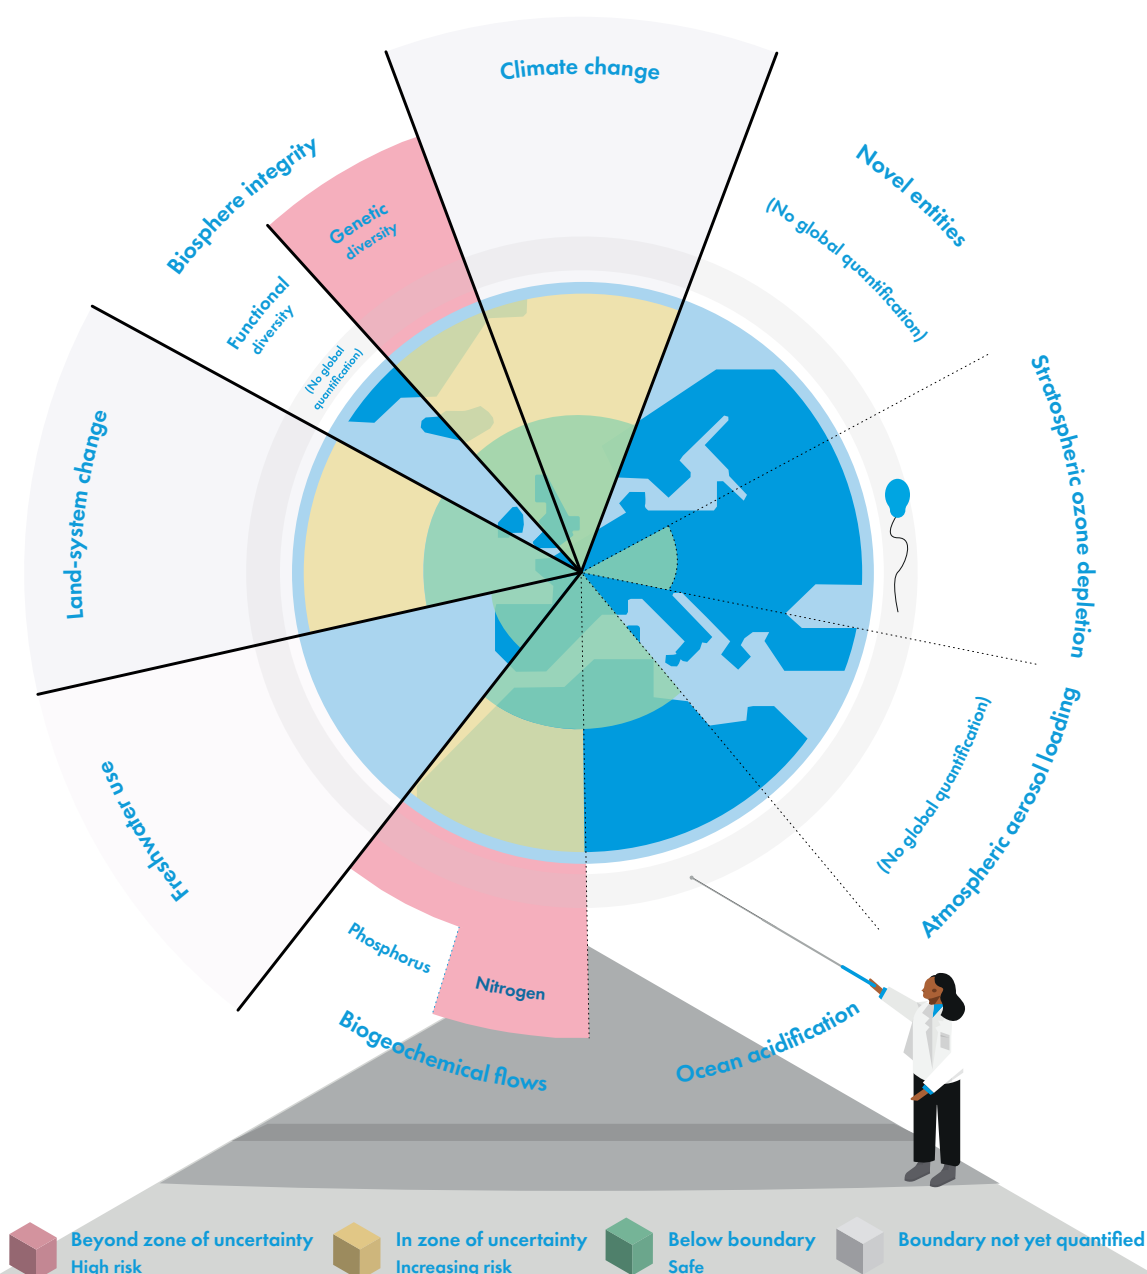 Climate change
Novel entities
(No global quantification)
Biosphere integrity
Genetic
diversity
Functional
diversity
(No global
quantification)
Stratospheric ozone depletion
Land-system change
Freshwater use
Atmospheric aerosol loading
(No global quantification)
Phosphorus
Nitrogen
Biogeochemical flows
Ocean acidification
Beyond zone of uncertainty
High risk
In zone of uncertainty
Increasing risk
Below boundary
Safe
Boundary not yet quantified